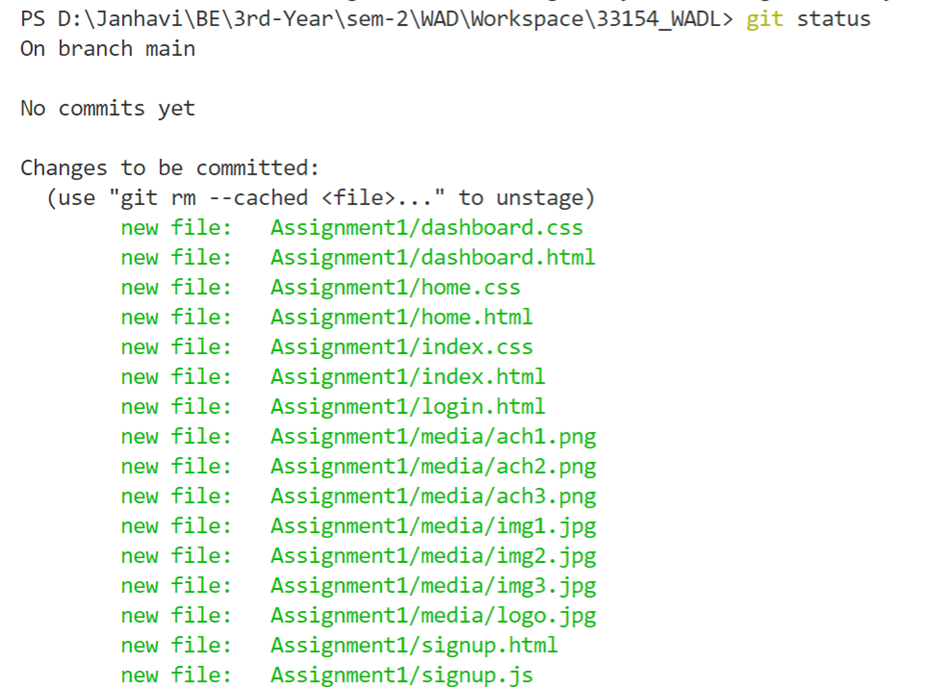 PS D:\Janhavi\BE\3rd-Year\sem-2\WAD\Workspace\33154_WADL> git status
On branch main
No commits yet
Changes to be committed:
(use "git rm --cached <file>..." to unstage)
new file: Assignment1/dashboard.css
new file: Assignment1/dashboard.html
new file: Assignment1/home.css
new file: Assignment1/home.html
new file: Assignment1/index.css
new file: Assignment1/index.html
new file: Assignment1/login.html
new file: Assignment1/media/ach1.png
new file: Assignment1/media/ach2.png
new file: Assignment1/media/ach3.png
new file: Assignment1/media/img1.jpg
new file: Assignment1/media/img2.jpg
new file: Assignment1/media/img3.jpg
new file: Assignment1/media/logo.jpg
new file: Assignment1/signup.html
new file: Assignment1/signup.js